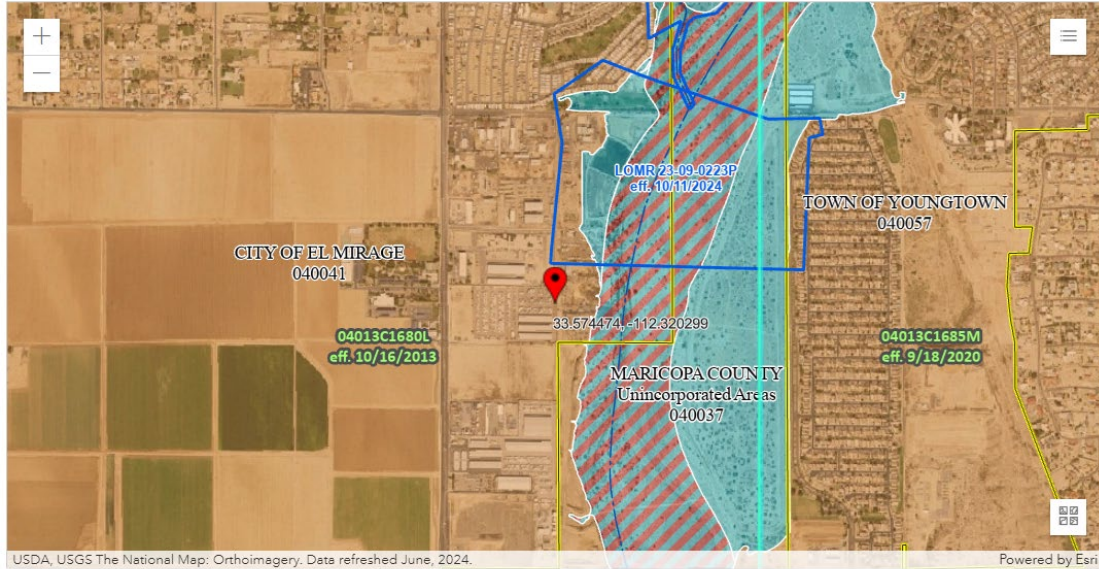 LOMR 23-09-0223P
eff. 10/11/2024
TOWN OF YOUNGTOWN
040057
CITY OF EL MIRAGE
040041
33.574474, -112.320299
04013C1680L
eff. 10/16/2013
04013C1685M
eff. 9/18/2020
MARICOPA COUNTY
Unincorporated Areas
040037
USDA, USGS The National Map: Orthoimagery. Data refreshed June, 2024.
Powered by Esri